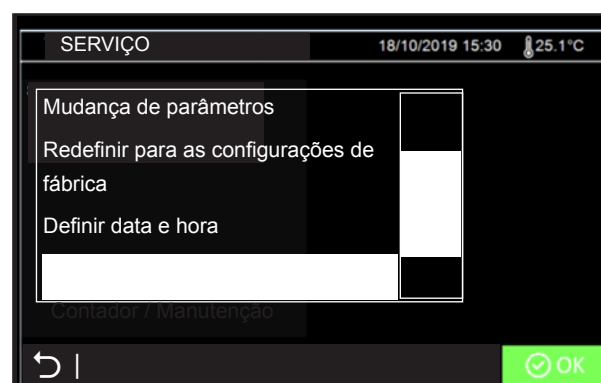 SERVIÇO 18/10/2019 15:30 25.1°C
Mudança de parâmetros
Redefinir para as configurações de
fábrica
Definir data e hora
Contador / Manutenção
OK